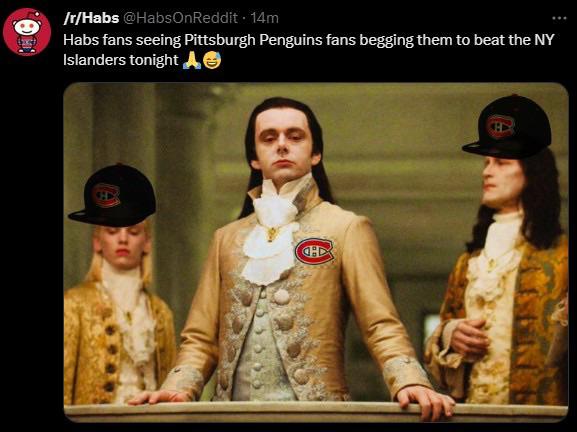 /r/Habs @HabsOnReddit · 14m
Habs fans seeing Pittsburgh Penguins fans begging them to beat the NY
Islanders tonight 🙏😅